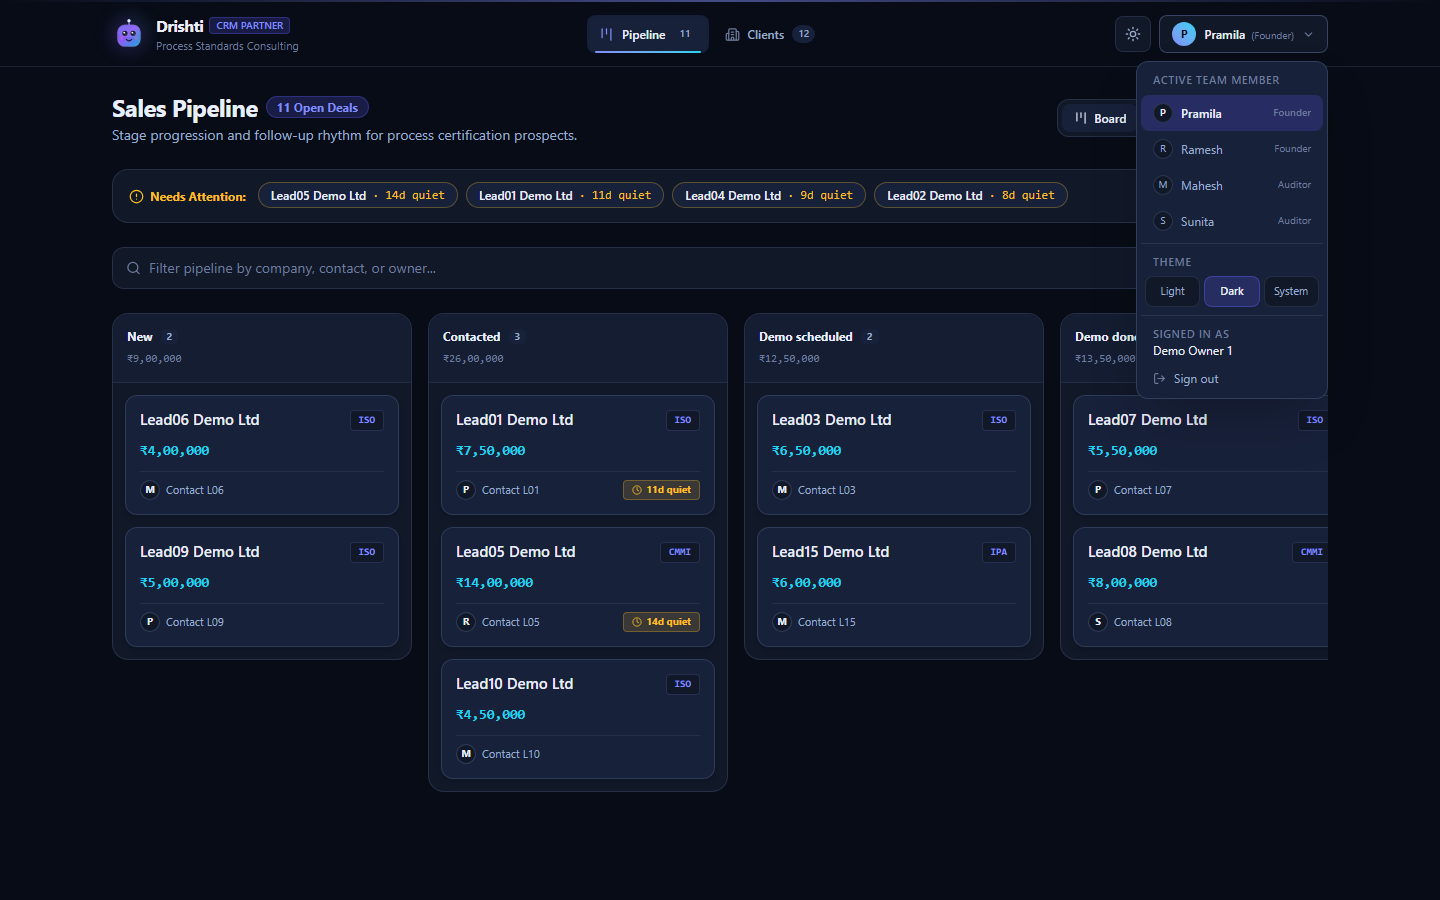 Drishti CRM PARTNER
Process Standards Consulting
Pipeline 11
Clients 12
P Pramila (Founder)
ACTIVE TEAM MEMBER
P Pramila Founder
R Ramesh Founder
M Mahesh Auditor
S Sunita Auditor
THEME
Light Dark System
SIGNED IN AS
Demo Owner 1
Sign out
Sales Pipeline 11 Open Deals
Stage progression and follow-up rhythm for process certification prospects.
Board
Needs Attention: Lead05 Demo Ltd · 14d quiet Lead01 Demo Ltd · 11d quiet Lead04 Demo Ltd · 9d quiet Lead02 Demo Ltd · 8d quiet
Filter pipeline by company, contact, or owner...
New 2
₹9,00,000
Lead06 Demo Ltd ISO
₹4,00,000
M Contact L06
Lead09 Demo Ltd ISO
₹5,00,000
P Contact L09
Contacted 3
₹26,00,000
Lead01 Demo Ltd ISO
₹7,50,000
P Contact L01 11d quiet
Lead05 Demo Ltd CMMI
₹14,00,000
R Contact L05 14d quiet
Lead10 Demo Ltd ISO
₹4,50,000
M Contact L10
Demo scheduled 2
₹12,50,000
Lead03 Demo Ltd ISO
₹6,50,000
M Contact L03
Lead15 Demo Ltd IPA
₹6,00,000
M Contact L15
Demo done
₹13,50,000
Lead07 Demo Ltd ISO
₹5,50,000
P Contact L07
Lead08 Demo Ltd CMMI
₹8,00,000
S Contact L08